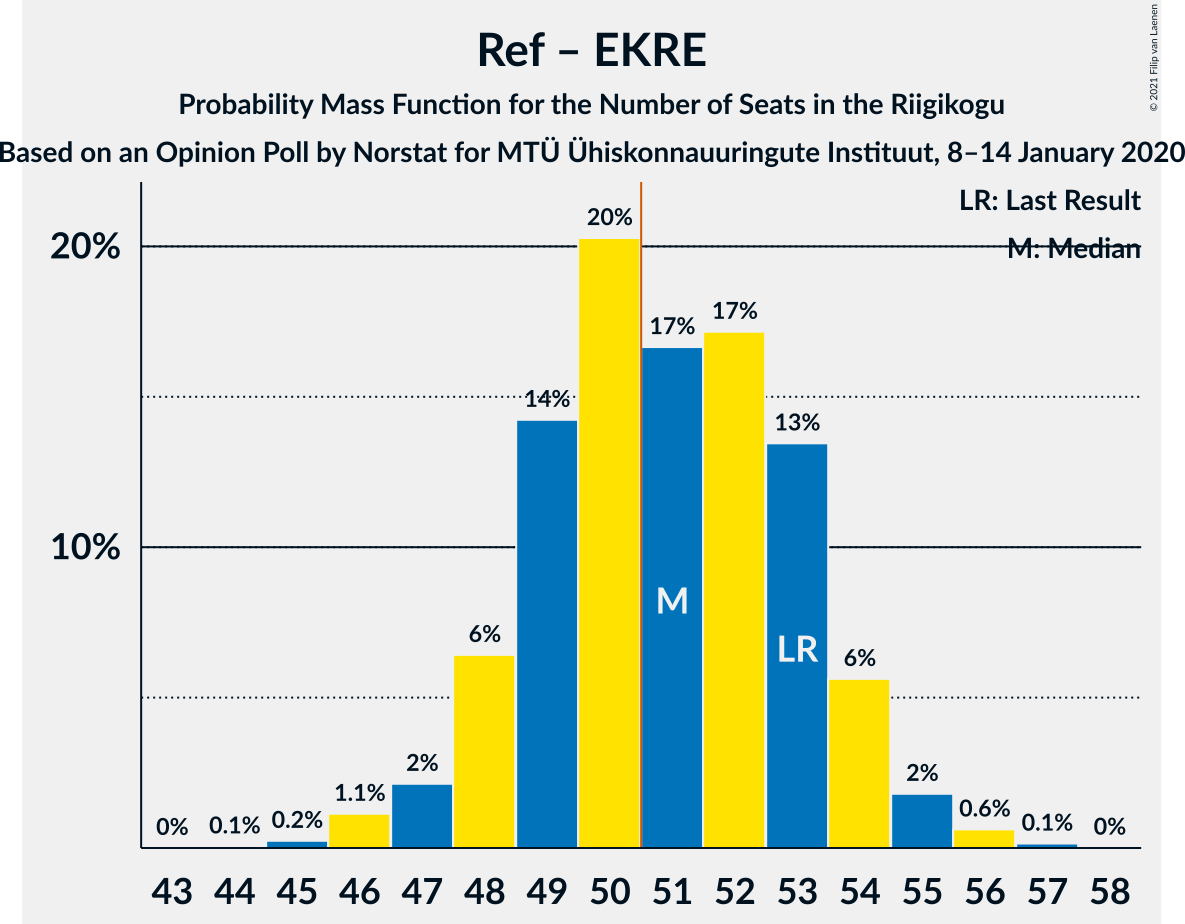 Ref – EKRE
© 2021 Filip van Laenen
Probability Mass Function for the Number of Seats in the Riigikogu
Based on an Opinion Poll by Norstat for MTÜ Ühiskonnauuringute Instituut, 8–14 January 2020
LR: Last Result
M: Median
20%
10%
0%
0.1%
0.2%
1.1%
2%
6%
14%
20%
17%
17%
13%
6%
2%
0.6%
0.1%
0%
M
LR
43 44 45 46 47 48 49 50 51 52 53 54 55 56 57 58